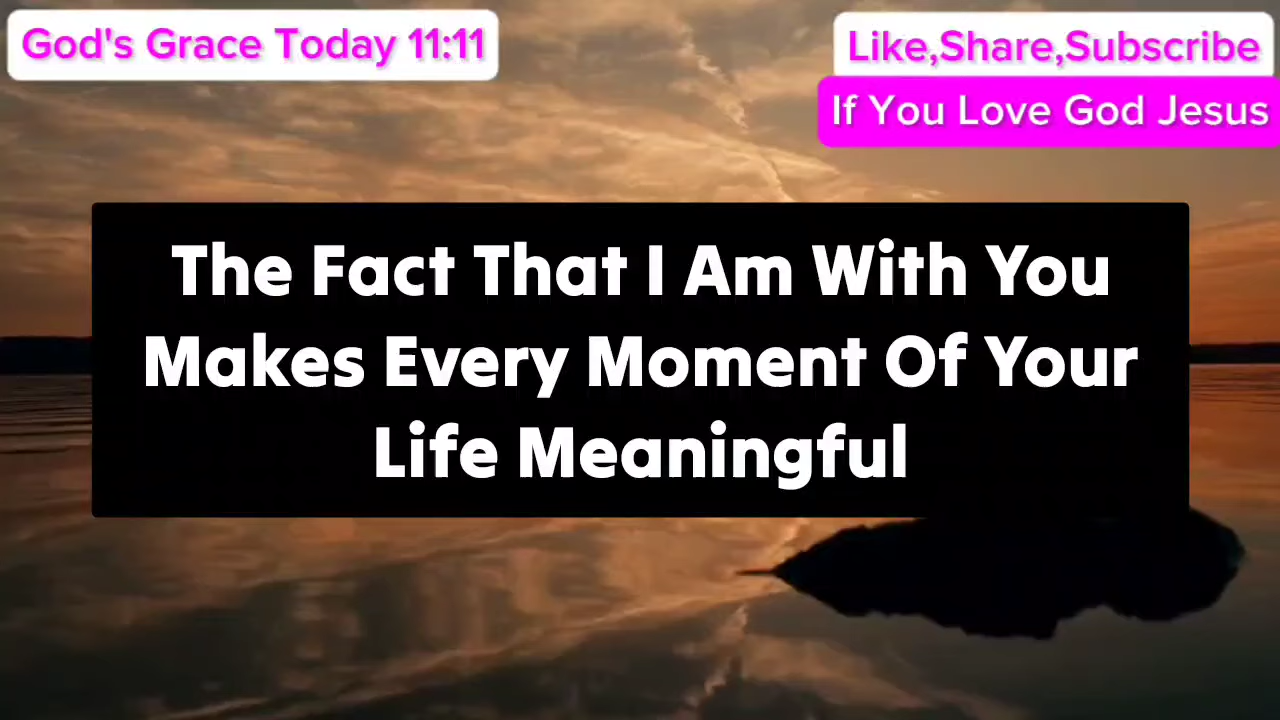 God's Grace Today 11:11
Like,Share,Subscribe
If You Love God Jesus
The Fact That I Am With You
Makes Every Moment Of Your
Life Meaningful